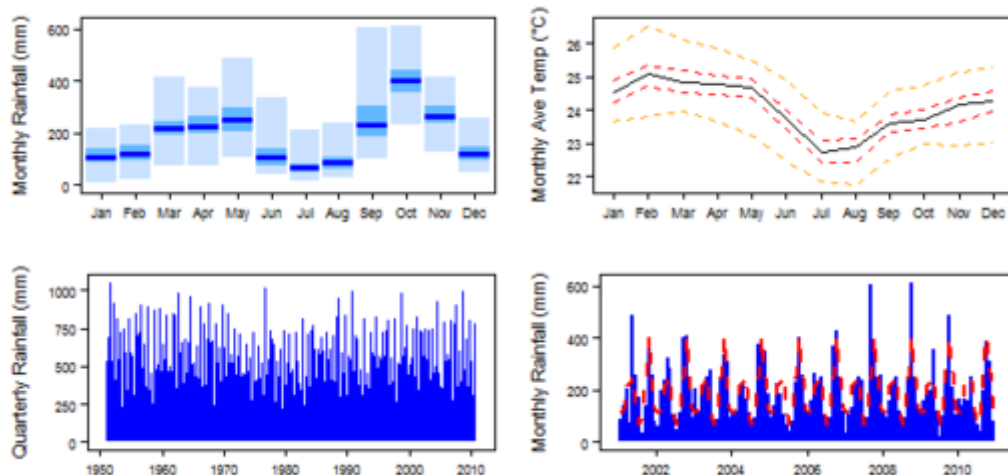 Monthly Rainfall (mm)
600
400
200
0
Jan Feb Mar Apr May Jun Jul Aug Sep Oct Nov Dec
Monthly Ave Temp (°C)
26
25
24
23
22
Jan Feb Mar Apr May Jun Jul Aug Sep Oct Nov Dec
Quarterly Rainfall (mm)
1000
750
500
250
0
1950 1960 1970 1980 1990 2000 2010
Monthly Rainfall (mm)
600
400
200
0
2002 2004 2006 2008 2010